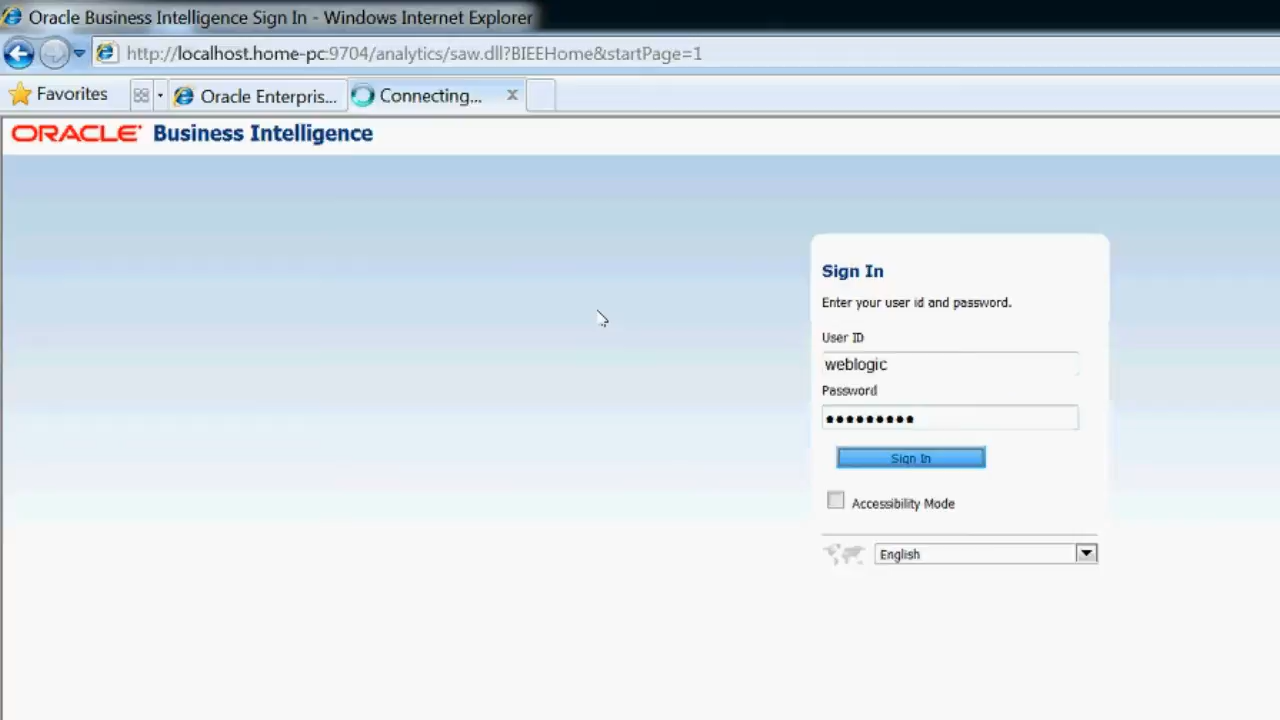 Oracle Business Intelligence Sign In - Windows Internet Explorer
http://localhost.home-pc:9704/analytics/saw.dll?BIEEHome&startPage=1
Favorites
Oracle Enterpris...
Connecting...
ORACLE Business Intelligence
Sign In
Enter your user id and password.
User ID
weblogic
Password
Sign In
Accessibility Mode
English